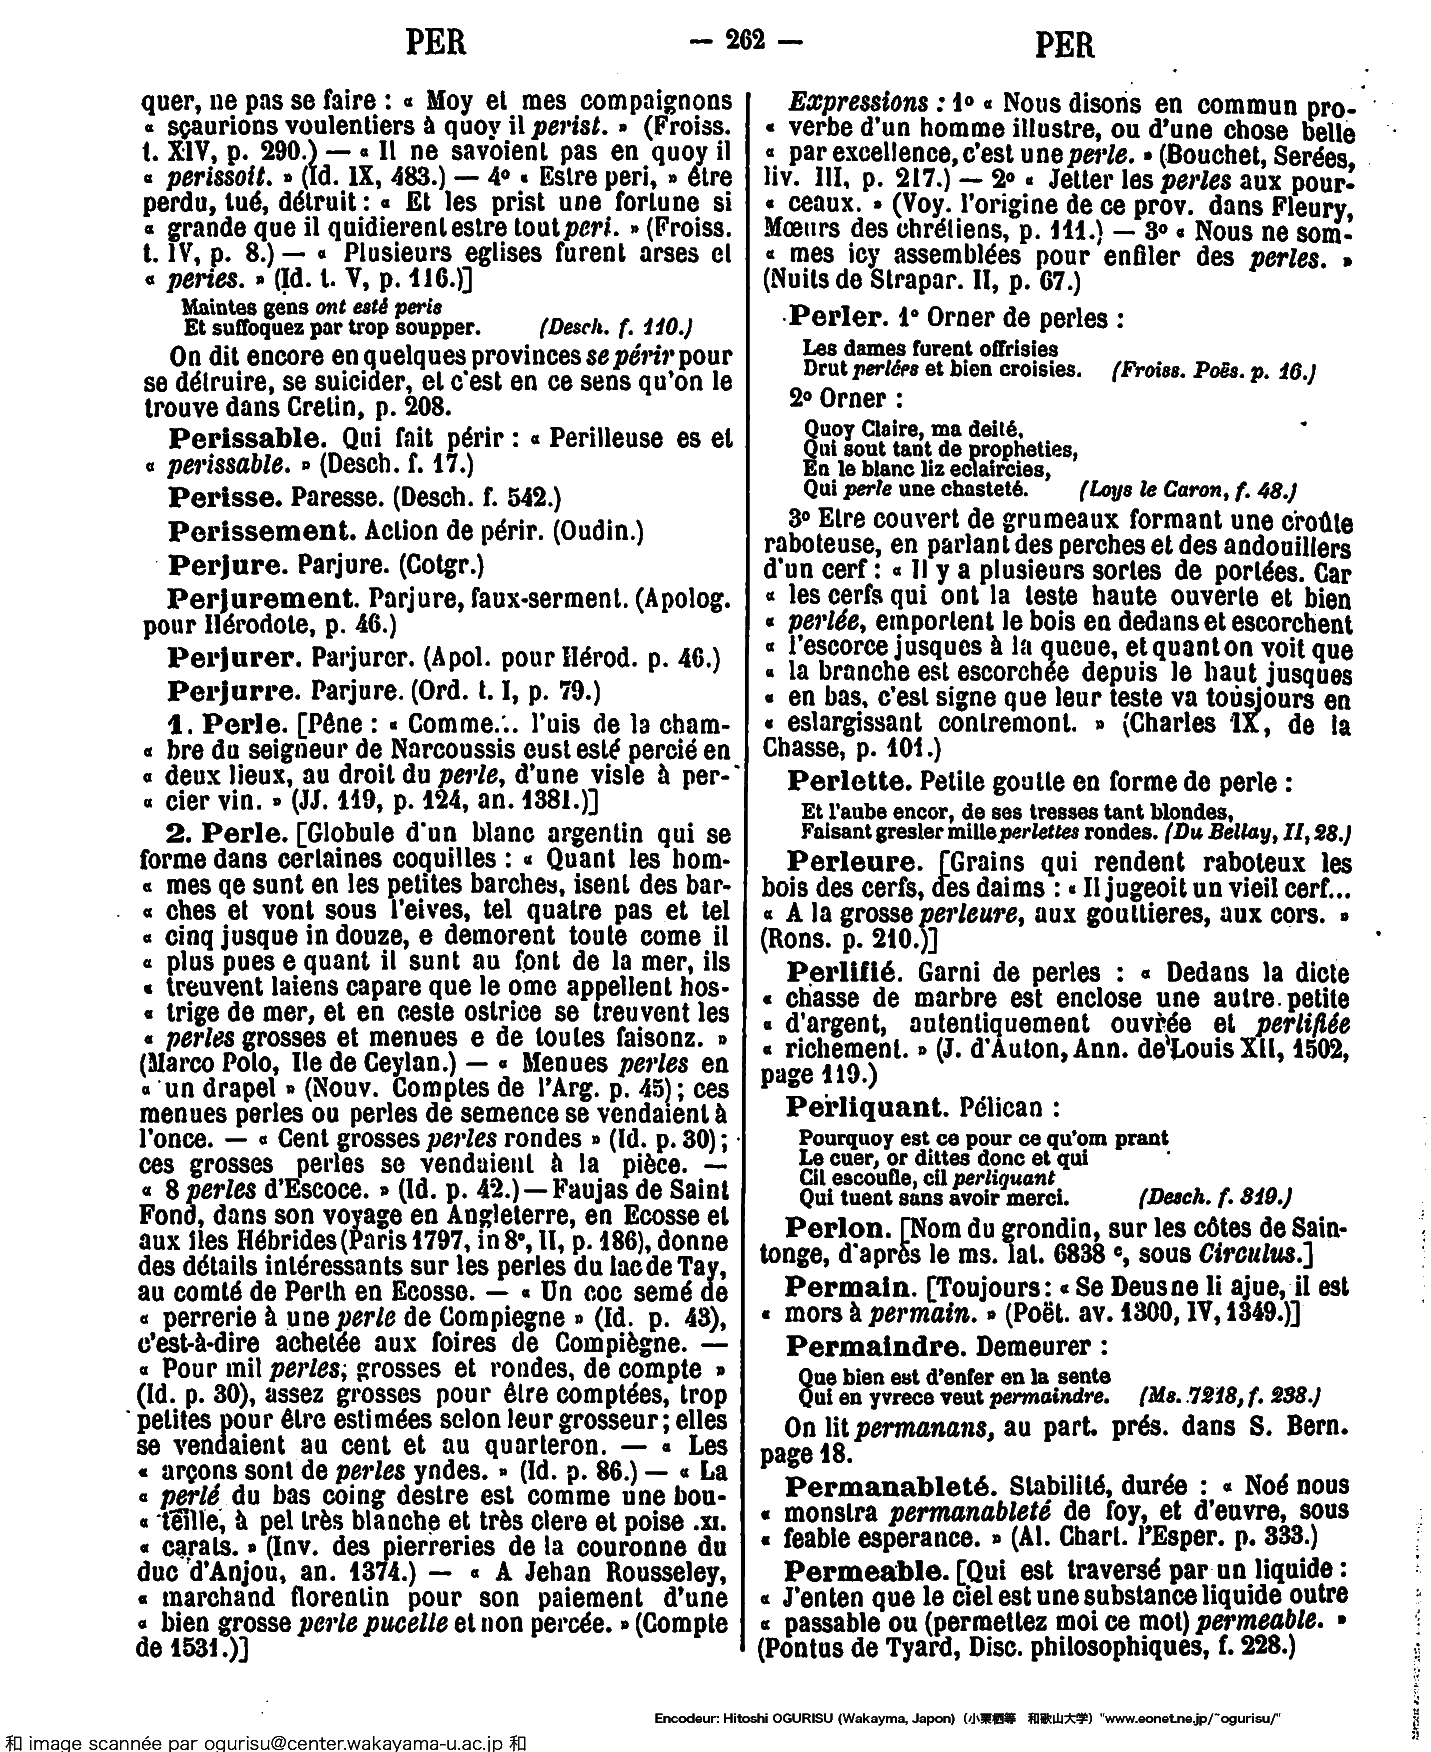 PER — 262 — PER
quer, ne pas se faire : « Moy et mes compaignons
« sçaurions voulentiers à quoy il perist. » (Froiss.
t. XIV, p. 290.) — « Il ne savoient pas en quoy il
« perissoit. » (Id. IX, 483.) — 4º « Estre peri, » être
perdu, tué, détruit : « Et les prist une fortune si
« grande que il quidierent estre tout peri. » (Froiss.
t. IV, p. 8.) — « Plusieurs eglises furent arses et
« peries. » (Id. t. V, p. 116.)]
Maintes gens ont esté peris
Et suffoquez par trop soupper. (Desch. f. 110.)
On dit encore en quelques provinces se périr pour
se détruire, se suicider, et c'est en ce sens qu'on le
trouve dans Cretin, p. 208.
Perissable. Qui fait périr : « Perilleuse es et
« perissable. » (Desch. f. 17.)
Perisse. Paresse. (Desch. f. 542.)
Perissement. Action de périr. (Oudin.)
Perjure. Parjure. (Cotgr.)
Perjurement. Parjure, faux-serment. (Apolog.
pour Hérodote, p. 46.)
Perjurer. Parjurer. (Apol. pour Hérod. p. 46.)
Perjurre. Parjure. (Ord. t. I, p. 79.)
1. Perle. [Pêne : « Comme... l'uis de la cham-
« bre du seigneur de Narcoussis eust esté percié en
« deux lieux, au droit du perle, d'une visle à per-
« cier vin. » (JJ. 119, p. 124, an. 1381.)]
2. Perle. [Globule d'un blanc argentin qui se
forme dans certaines coquilles : « Quant les hom-
« mes qe sunt en les petites barches, isent des bar-
« ches et vont sous l'eives, tel quatre pas et tel
« cinq jusque in douze, e demorent toute come il
« plus pues e quant il sunt au font de la mer, ils
« treuvent laiens capare que le ome appellent hos-
« trige de mer, et en ceste ostrice se treuvent les
« perles grosses et menues e de toutes faisonz. »
(Marco Polo, Ile de Ceylan.) — « Menues perles en
« un drapel » (Nouv. Comptes de l'Arg. p. 45) ; ces
menues perles ou perles de semence se vendaient à
l'once. — « Cent grosses perles rondes » (Id. p. 30) ;
ces grosses perles se vendaient à la pièce. —
« 8 perles d'Escoce. » (Id. p. 42.) — Faujas de Saint
Fond, dans son voyage en Angleterre, en Ecosse et
aux îles Hébrides (Paris 1797, in 8º, II, p. 186), donne
des détails intéressants sur les perles du lac de Tay,
au comté de Perth en Ecosse. — « Un coc semé de
« perrerie à une perle de Compiegne » (Id. p. 43),
c'est-à-dire achetée aux foires de Compiègne. —
« Pour mil perles; grosses et rondes, de compte »
(Id. p. 30), assez grosses pour être comptées, trop
petites pour être estimées selon leur grosseur ; elles
se vendaient au cent et au quarteron. — « Les
« arçons sont de perles yndes. » (Id. p. 86.) — « La
« perle du bas coing destre est comme une bou-
« teille, à pel très blanche et très clere et poise .xi.
« carats. » (Inv. des pierreries de la couronne du
duc d'Anjou, an. 1374.) — « A Jehan Rousseley,
« marchand florentin pour son paiement d'une
« bien grosse perle pucelle et non percée. » (Compte
de 1531.)]
Expressions : 1º « Nous disons en commun pro-
« verbe d'un homme illustre, ou d'une chose belle
« par excellence, c'est une perle. » (Bouchet, Serées,
liv. III, p. 217.) — 2º « Jetter les perles aux pour-
« ceaux. » (Voy. l'origine de ce prov. dans Fleury,
Mœurs des chrétiens, p. 111.) — 3º « Nous ne som-
« mes icy assemblées pour enfiler des perles. »
(Nuits de Strapar. II, p. 67.)
Perler. 1º Orner de perles :
Les dames furent offrisies
Drut perlées et bien croisies. (Froiss. Poës. p. 16.)
2º Orner :
Quoy Claire, ma deité,
Qui sout tant de propheties,
En le blanc liz eclaircies,
Qui perle une chasteté. (Loys le Caron, f. 48.)
3º Etre couvert de grumeaux formant une croûte
raboteuse, en parlant des perches et des andouillers
d'un cerf : « Il y a plusieurs sortes de portées. Car
« les cerfs qui ont la teste haute ouverte et bien
« perlée, emportent le bois en dedans et escorchent
« l'escorce jusques à la queue, et quant on voit que
« la branche est escorchée depuis le haut jusques
« en bas, c'est signe que leur teste va tousjours en
« eslargissant contremont. » (Charles IX, de la
Chasse, p. 101.)
Perlette. Petite goutte en forme de perle :
Et l'aube encor, de ses tresses tant blondes,
Faisant gresler mille perlettes rondes. (Du Bellay, II, 28.)
Perleure. [Grains qui rendent raboteux les
bois des cerfs, des daims : « Il jugeoit un vieil cerf...
« A la grosse perleure, aux gouttieres, aux cors. »
(Rons. p. 210.)]
Perlifié. Garni de perles : « Dedans la dicte
« chasse de marbre est enclose une autre petite
« d'argent, autentiquement ouvrée et perlifiée
« richement. » (J. d'Auton, Ann. de Louis XII, 1502,
page 119.)
Perliquant. Pélican :
Pourquoy est ce pour ce qu'om prant
Le cuer, or dittes donc et qui
Cil escoufle, cil perliquant
Qui tuent sans avoir merci. (Desch. f. 319.)
Perlon. [Nom du grondin, sur les côtes de Sain-
tonge, d'après le ms. lat. 6838 c, sous Circulus.]
Permain. [Toujours : « Se Deus ne li ajue, il est
« mors à permain. » (Poët. av. 1300, IV, 1349.)]
Permaindre. Demeurer :
Que bien est d'enfer en la sente
Qui en yvrece veut permaindre. (Ms. 7218, f. 238.)
On lit permanans, au part. prés. dans S. Bern.
page 18.
Permanableté. Stabilité, durée : « Noé nous
« monstra permanableté de foy, et d'euvre, sous
« feable esperance. » (Al. Chart. l'Esper. p. 333.)
Permeable. [Qui est traversé par un liquide :
« J'enten que le ciel est une substance liquide outre
« passable ou (permettez moi ce mot) permeable. »
(Pontus de Tyard, Disc. philosophiques, f. 228.)
Encodeur: Hitoshi OGURISU (Wakayma, Japon) (小栗栖等 和歌山大学) "www.eonet.ne.jp/~ogurisu/"
和 image scannée par ogurisu@center.wakayama-u.ac.jp 和